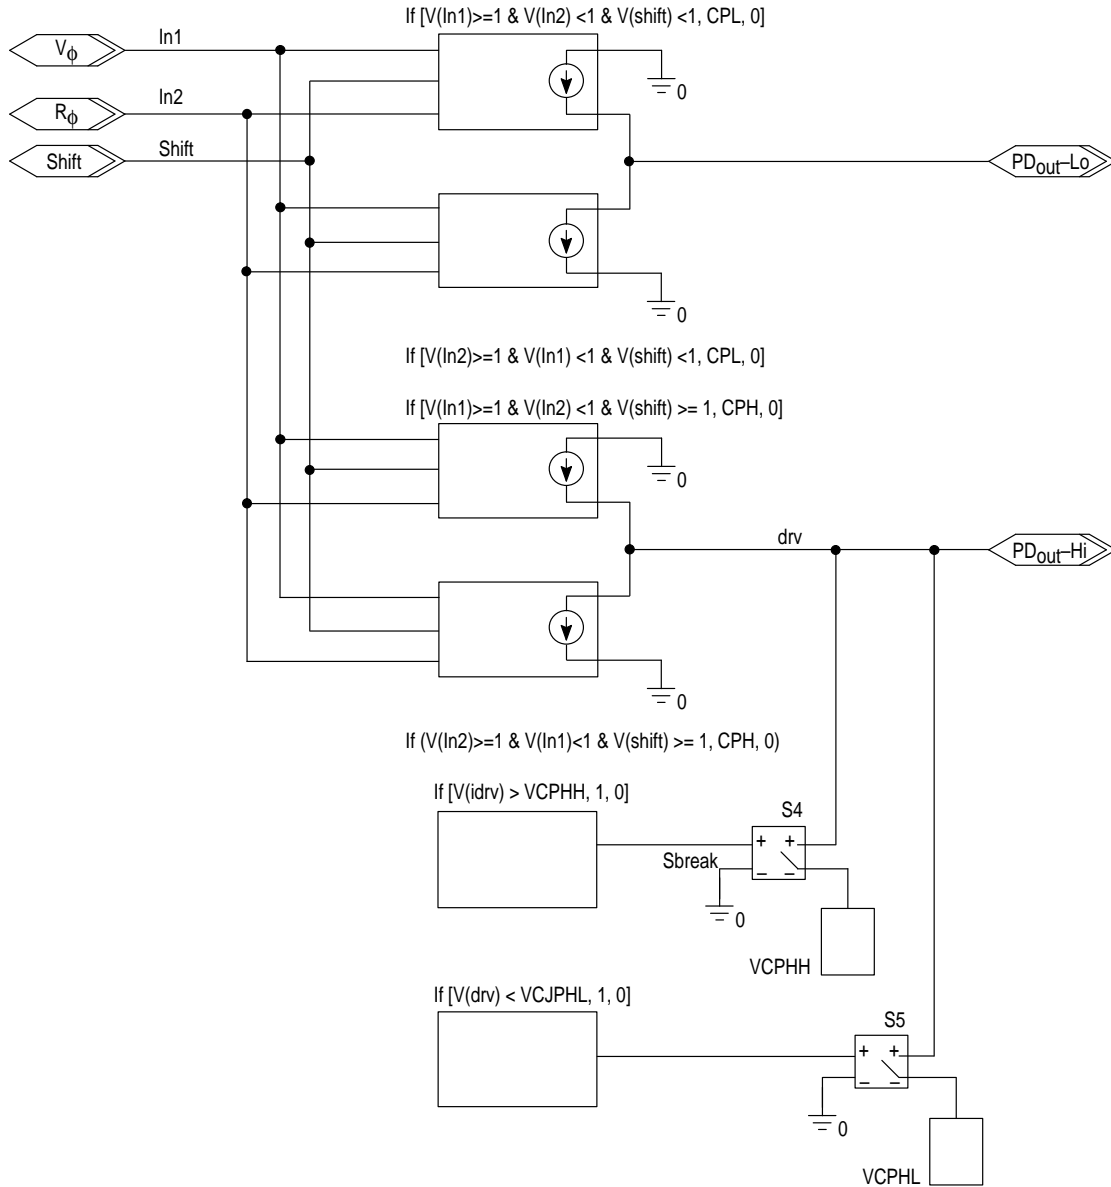 If [V(In1)>=1 & V(In2) <1 & V(shift) <1, CPL, 0]
Vϕ
In1
0
Rϕ
In2
Shift
Shift
PDout–Lo
0
If [V(In2)>=1 & V(In1) <1 & V(shift) <1, CPL, 0]
If [V(In1)>=1 & V(In2) <1 & V(shift) >= 1, CPH, 0]
0
drv
PDout–Hi
0
If (V(In2)>=1 & V(In1)<1 & V(shift) >= 1, CPH, 0)
If [V(idrv) > VCPHH, 1, 0]
S4
+ +
Sbreak
– –
0
VCPHH
If [V(drv) < VCJPHL, 1, 0]
S5
+ +
– –
0
VCPHL